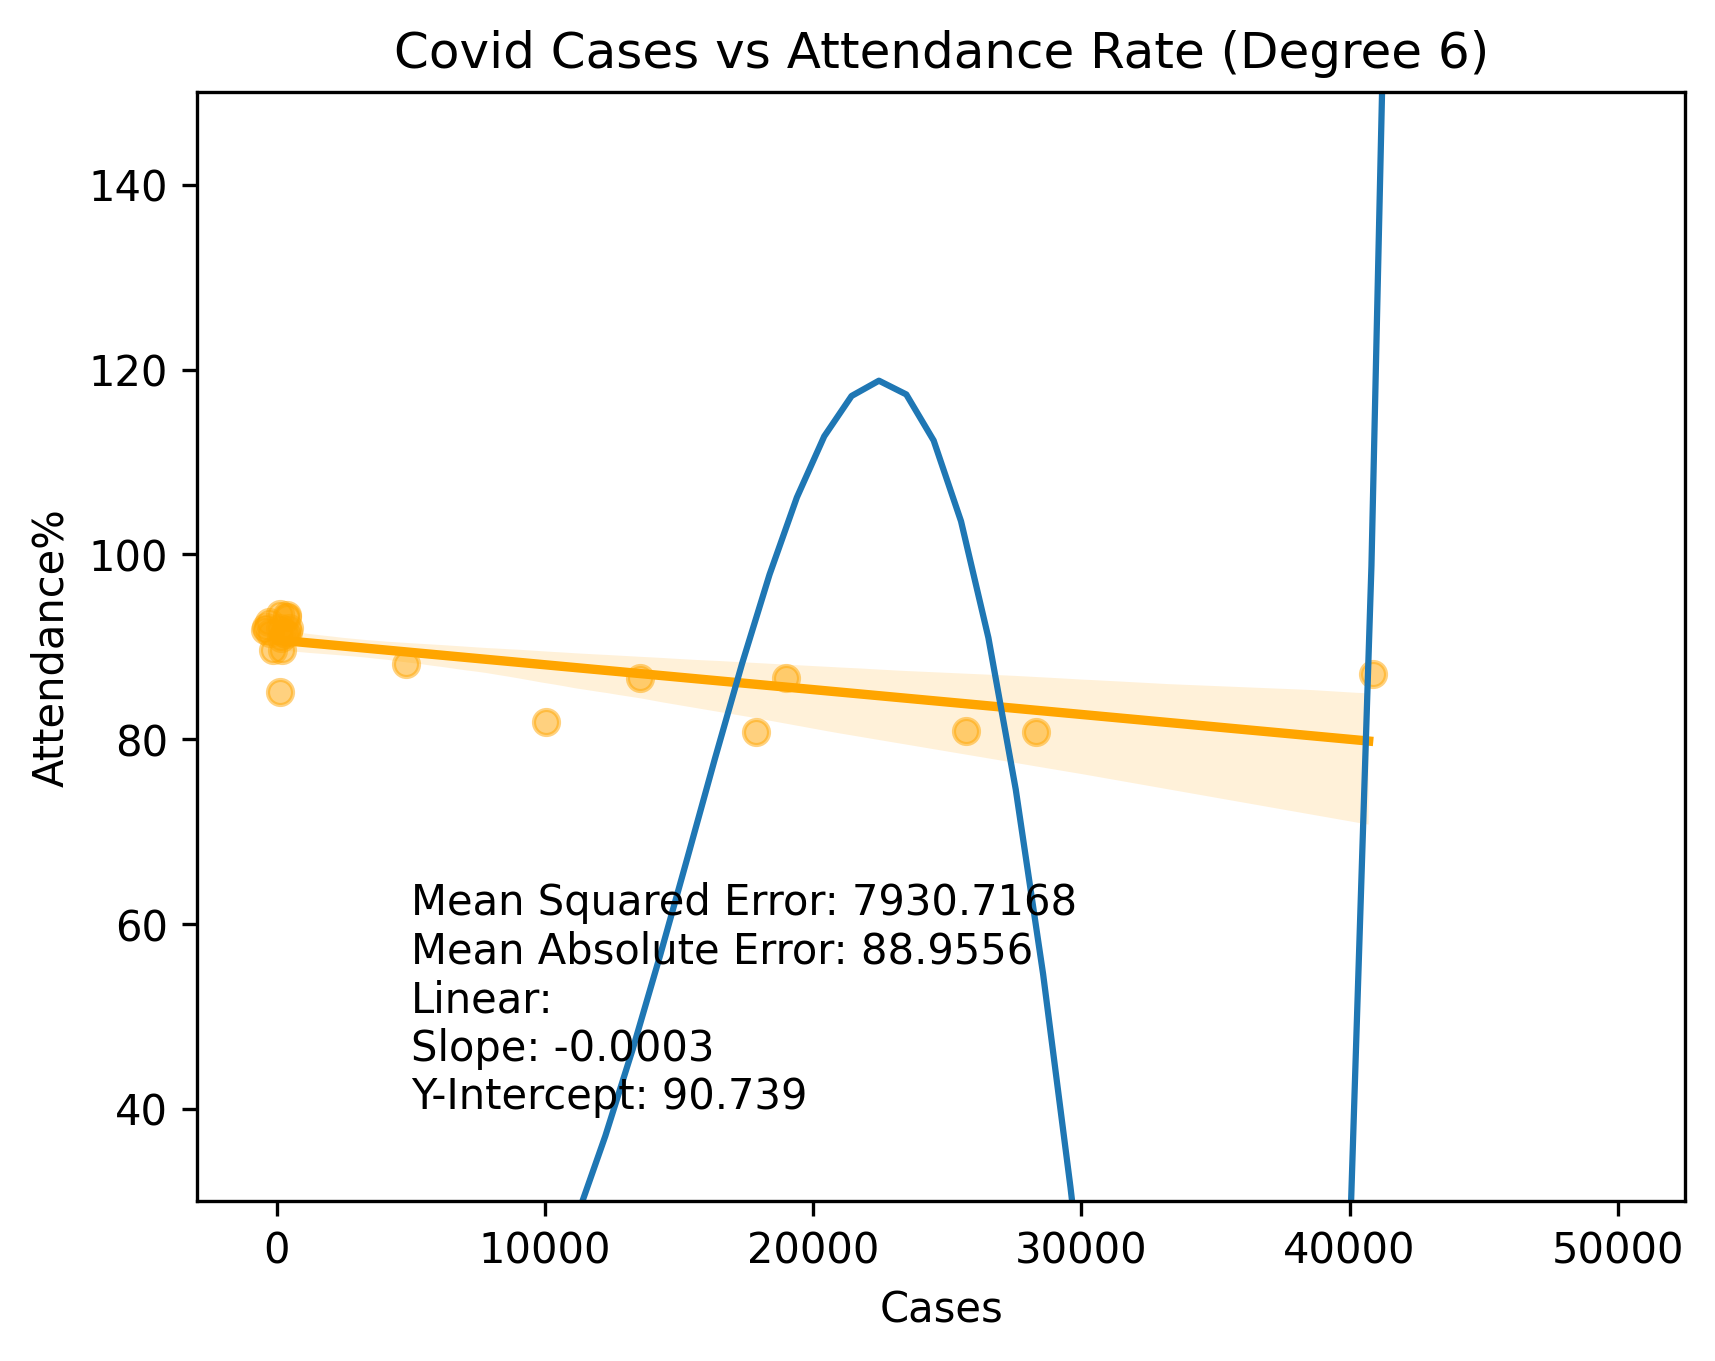 Covid Cases vs Attendance Rate (Degree 6)
140
120
100
80
60
40
Attendance%
Mean Squared Error: 7930.7168
Mean Absolute Error: 88.9556
Linear:
Slope: -0.0003
Y-Intercept: 90.739
0 10000 20000 30000 40000 50000
Cases